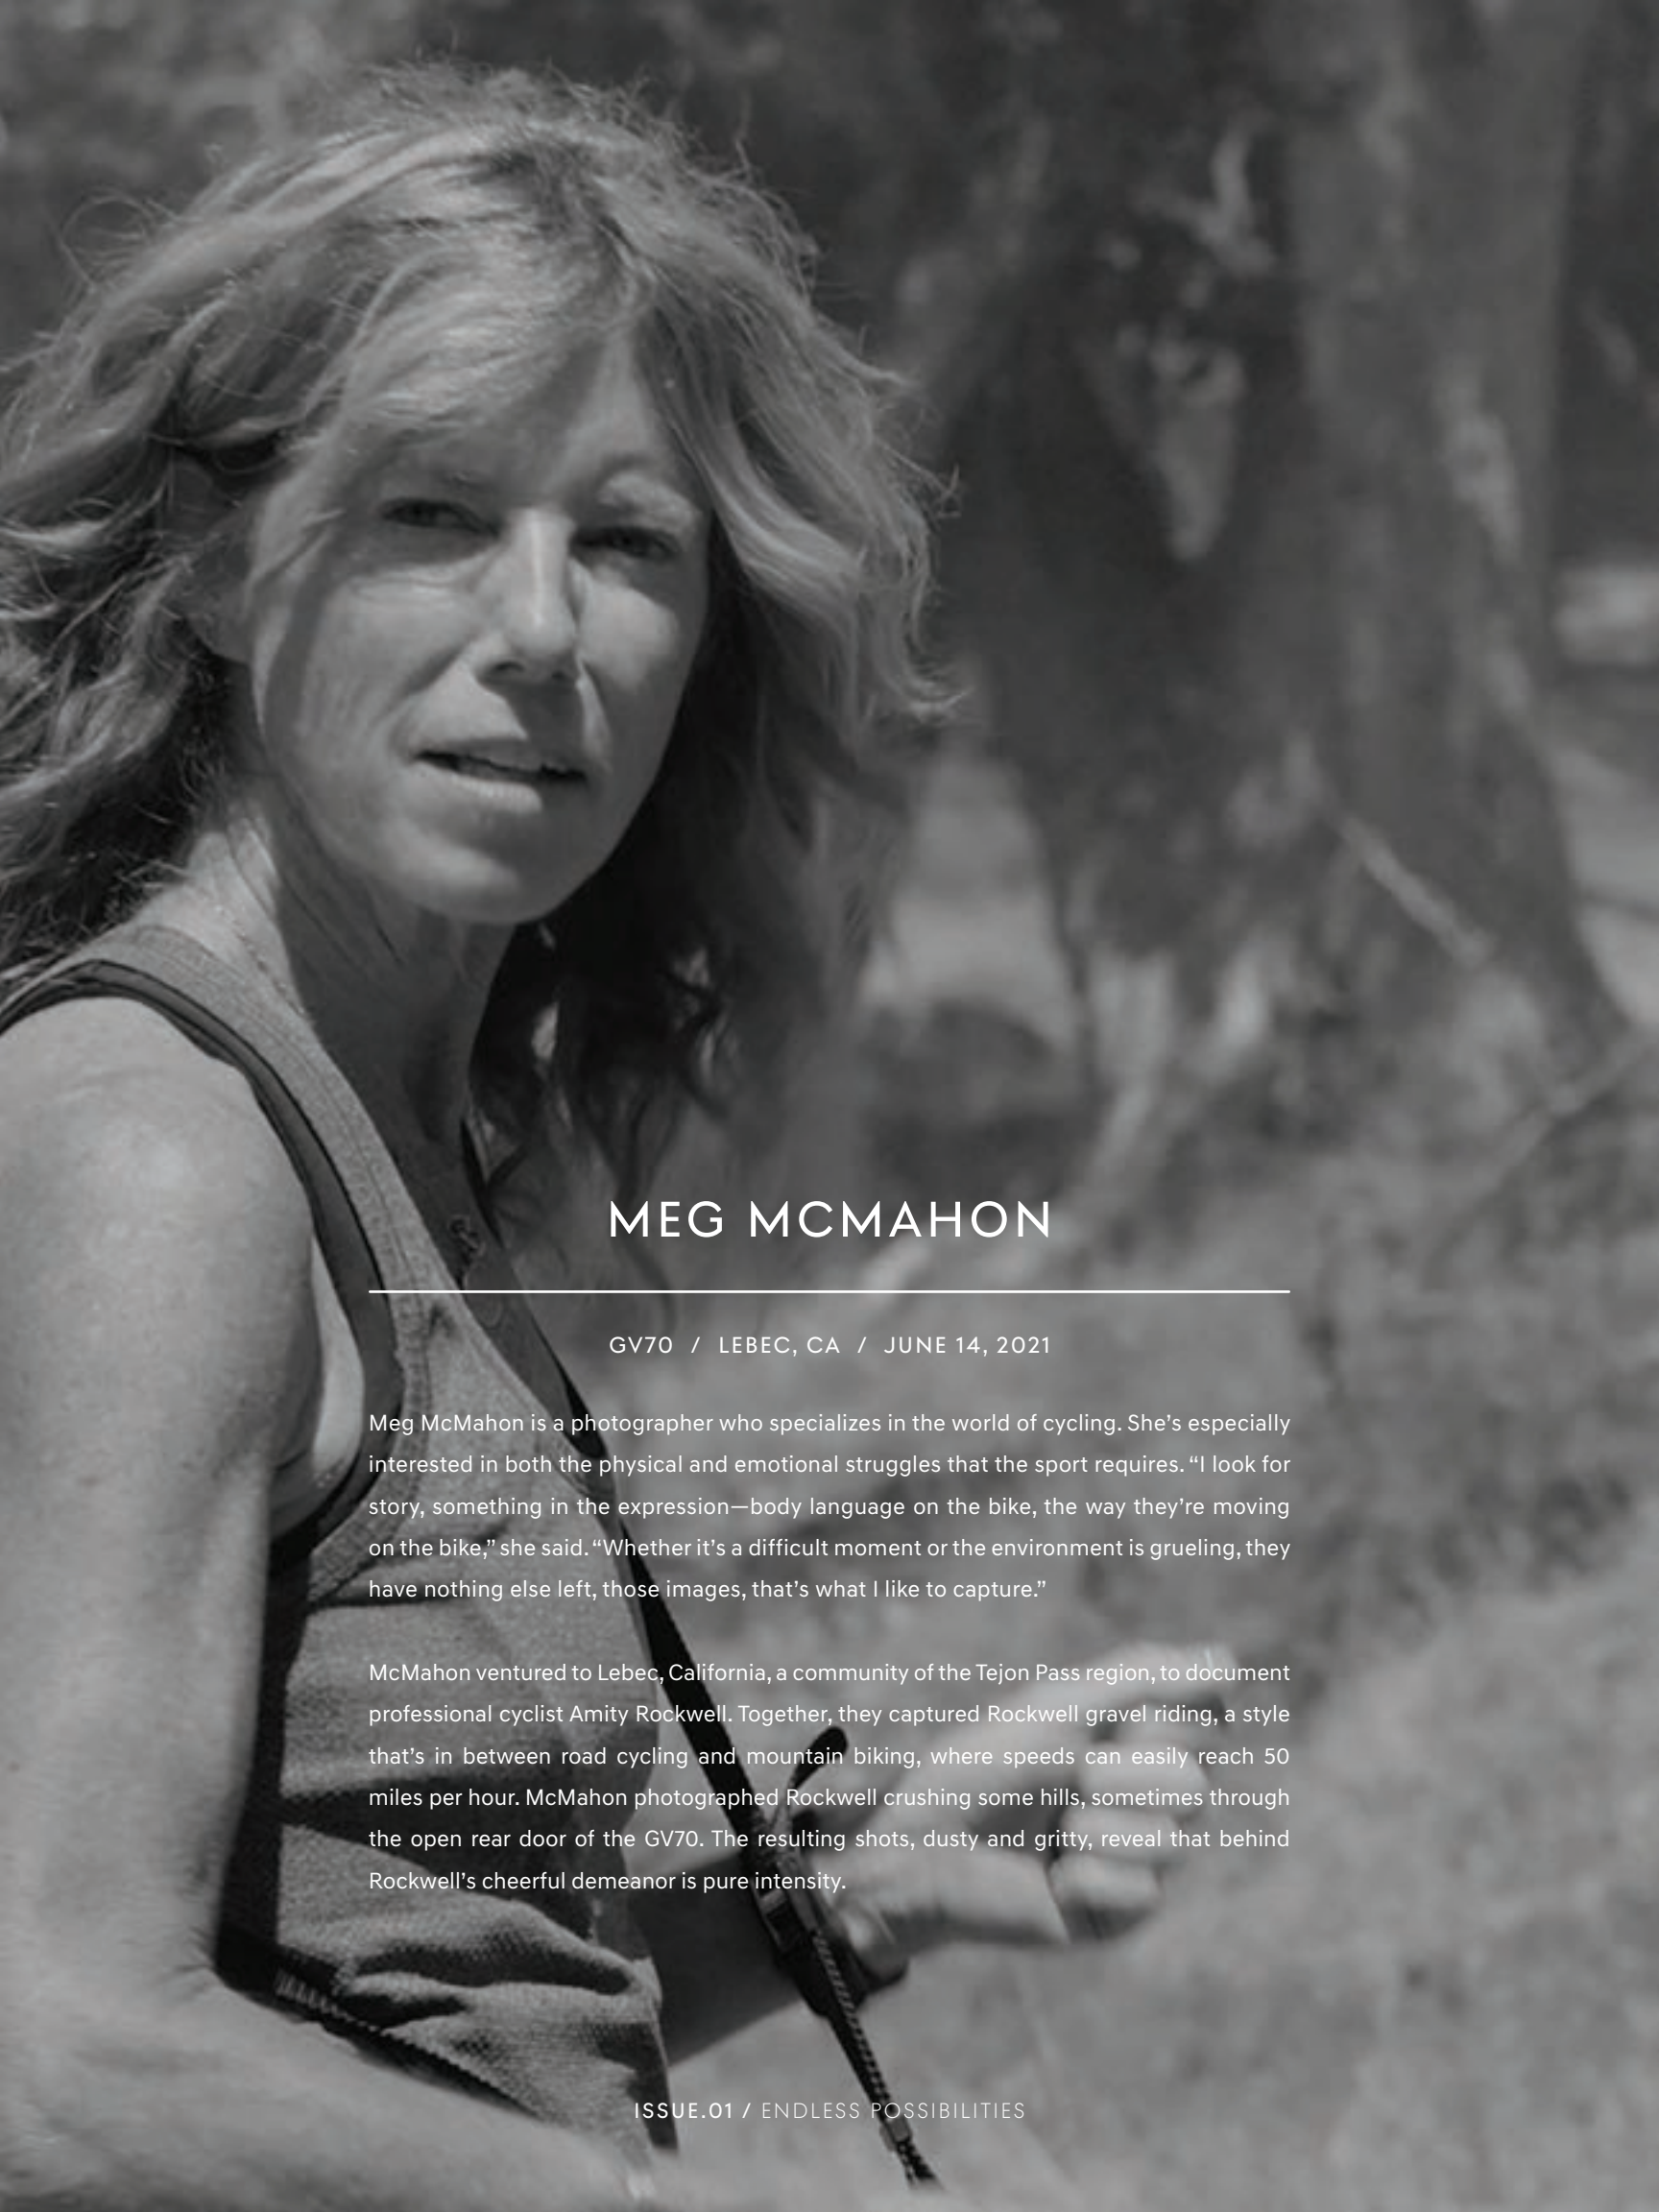 MEG MCMAHON
GV70 / LEBEC, CA / JUNE 14, 2021
Meg McMahon is a photographer who specializes in the world of cycling. She’s especially
interested in both the physical and emotional struggles that the sport requires. “I look for
story, something in the expression—body language on the bike, the way they’re moving
on the bike,” she said. “Whether it’s a difficult moment or the environment is grueling, they
have nothing else left, those images, that’s what I like to capture.”
McMahon ventured to Lebec, California, a community of the Tejon Pass region, to document
professional cyclist Amity Rockwell. Together, they captured Rockwell gravel riding, a style
that’s in between road cycling and mountain biking, where speeds can easily reach 50
miles per hour. McMahon photographed Rockwell crushing some hills, sometimes through
the open rear door of the GV70. The resulting shots, dusty and gritty, reveal that behind
Rockwell’s cheerful demeanor is pure intensity.
ISSUE.01 / ENDLESS POSSIBILITIES